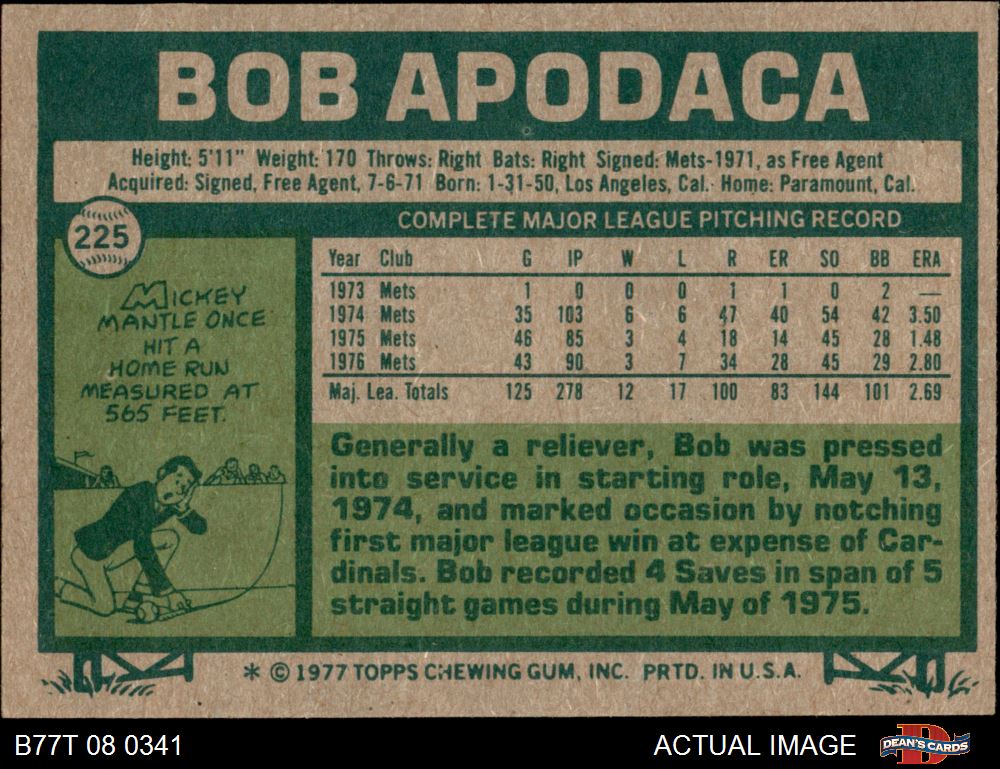 BOB APODACA
Height: 5'11" Weight: 170 Throws: Right Bats: Right Signed: Mets-1971, as Free Agent
Acquired: Signed, Free Agent, 7-6-71 Born: 1-31-50, Los Angeles, Cal. Home: Paramount, Cal.
225
COMPLETE MAJOR LEAGUE PITCHING RECORD
Year Club G IP W L R ER SO BB ERA
1973 Mets 1 0 0 0 1 1 0 2 —
1974 Mets 35 103 6 6 47 40 54 42 3.50
1975 Mets 46 85 3 4 18 14 45 28 1.48
1976 Mets 43 90 3 7 34 28 45 29 2.80
Maj. Lea. Totals 125 278 12 17 100 83 144 101 2.69
MICKEY
MANTLE ONCE
HIT A
HOME RUN
MEASURED AT
565 FEET.
Generally a reliever, Bob was pressed
into service in starting role, May 13,
1974, and marked occasion by notching
first major league win at expense of Car-
dinals. Bob recorded 4 Saves in span of 5
straight games during May of 1975.
* © 1977 TOPPS CHEWING GUM, INC. PRTD. IN U.S.A.
B77T 08 0341
ACTUAL IMAGE
DEAN'S CARDS